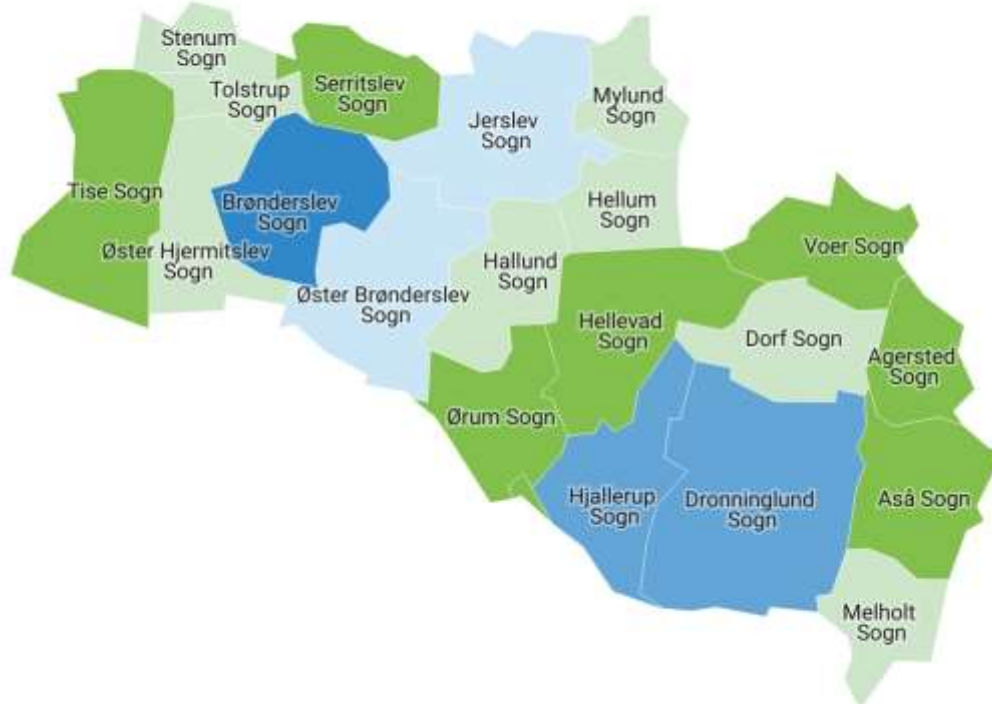 Stenum
Sogn
Tolstrup
Sogn
Serritslev
Sogn
Jerslev
Sogn
Mylund
Sogn
Tise Sogn
Brønderslev
Sogn
Hellum
Sogn
Øster Hjermitslev
Sogn
Hallund
Sogn
Voer Sogn
Øster Brønderslev
Sogn
Hellevad
Sogn
Dorf Sogn
Agersted
Sogn
Ørum Sogn
Hjallerup
Sogn
Dronninglund
Sogn
Aså Sogn
Melholt
Sogn